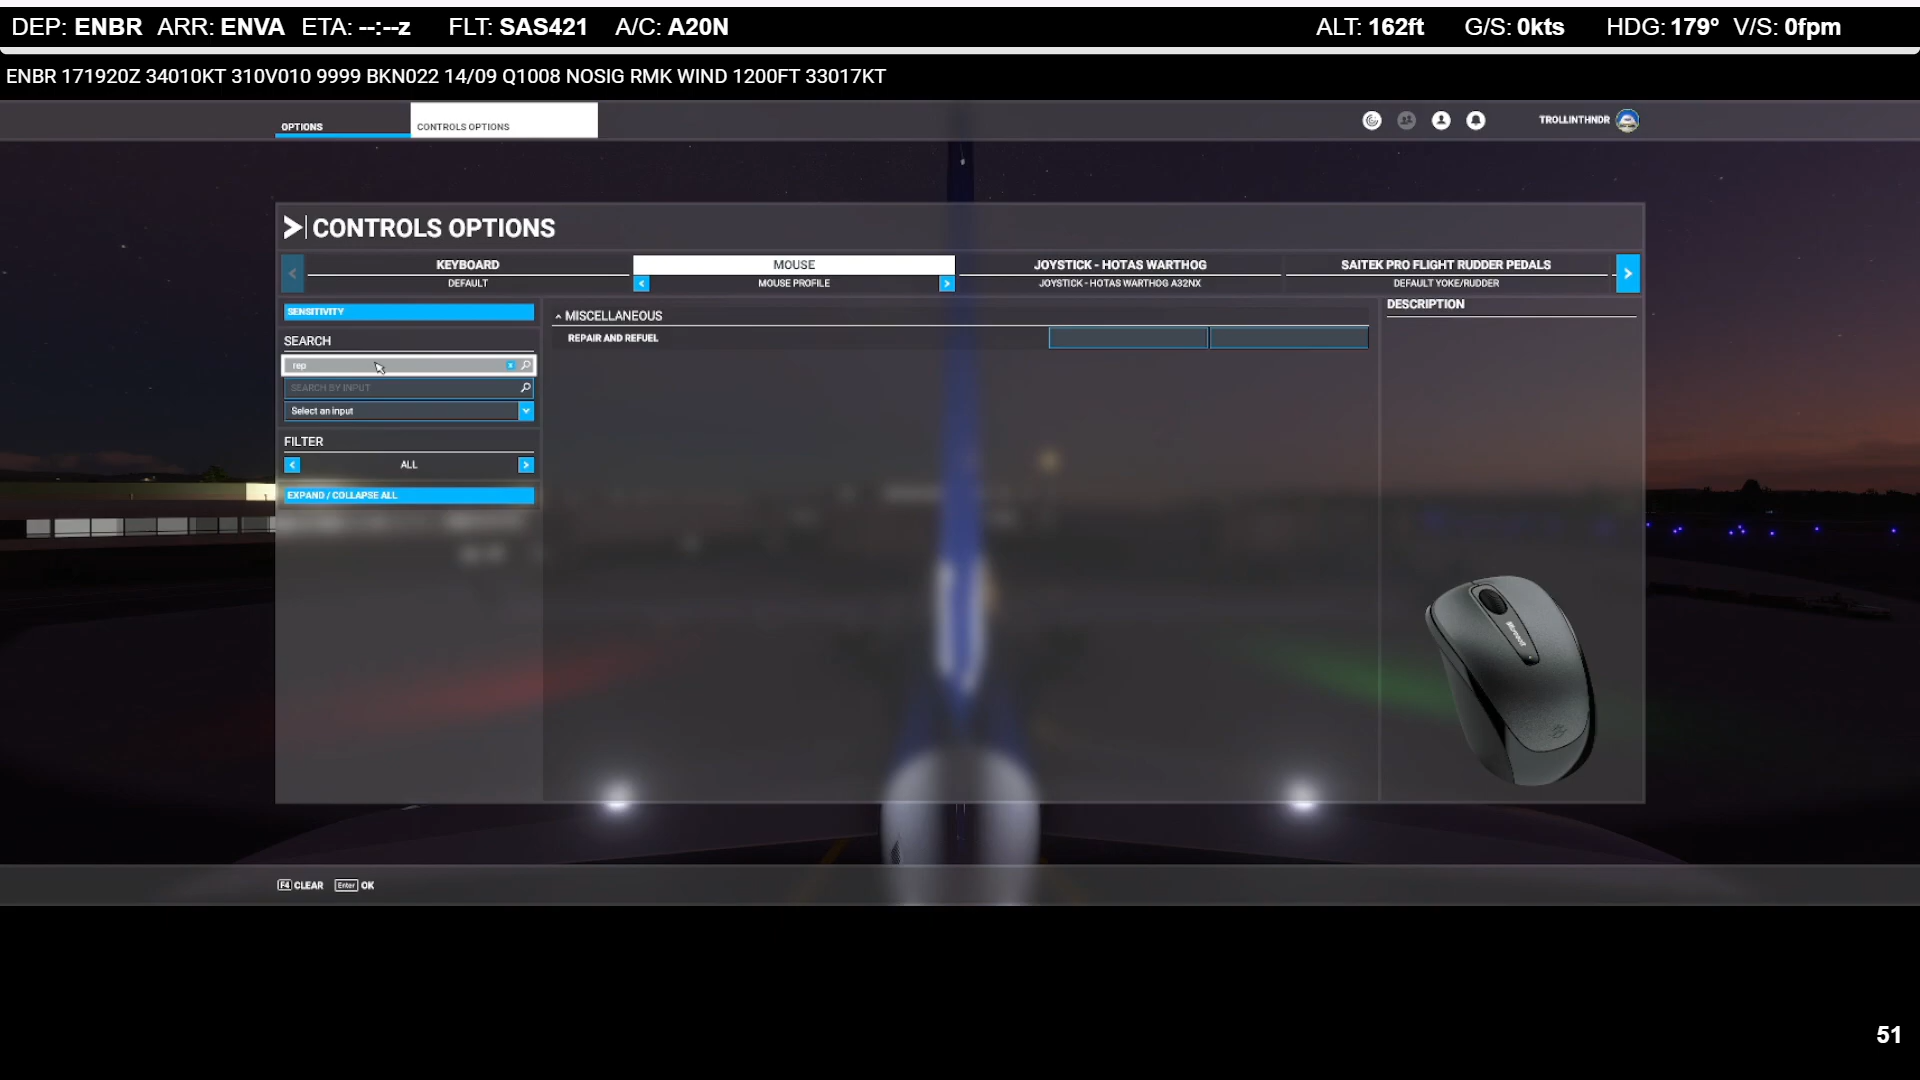 DEP: ENBR ARR: ENVA ETA: --:--z FLT: SAS421 A/C: A20N ALT: 162ft G/S: 0kts HDG: 179° V/S: 0fpm
ENBR 171920Z 34010KT 310V010 9999 BKN022 14/09 Q1008 NOSIG RMK WIND 1200FT 33017KT
OPTIONS CONTROLS OPTIONS TROLLINTHNDR
CONTROLS OPTIONS
KEYBOARD MOUSE JOYSTICK - HOTAS WARTHOG SAITEK PRO FLIGHT RUDDER PEDALS
DEFAULT MOUSE PROFILE JOYSTICK - HOTAS WARTHOG A32NX DEFAULT YOKE/RUDDER
SENSITIVITY
SEARCH
rep
SEARCH BY INPUT
Select an input
FILTER
ALL
EXPAND / COLLAPSE ALL
MISCELLANEOUS
REPAIR AND REFUEL
DESCRIPTION
Microsoft
F4 CLEAR Enter OK
51